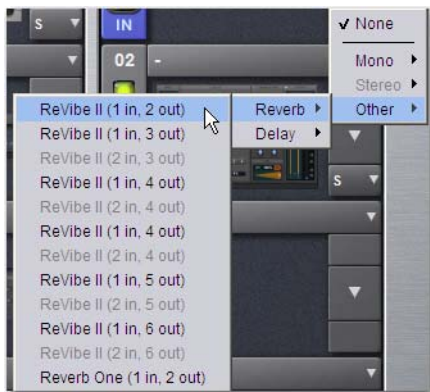 S
IN
None
02 -
Mono
Stereo
Other
Reverb
Delay
ReVibe II (1 in, 2 out)
ReVibe II (1 in, 3 out)
ReVibe II (2 in, 3 out)
ReVibe II (1 in, 4 out)
ReVibe II (2 in, 4 out)
ReVibe II (1 in, 4 out)
ReVibe II (2 in, 4 out)
ReVibe II (1 in, 5 out)
ReVibe II (2 in, 5 out)
ReVibe II (1 in, 6 out)
ReVibe II (2 in, 6 out)
Reverb One (1 in, 2 out)
S